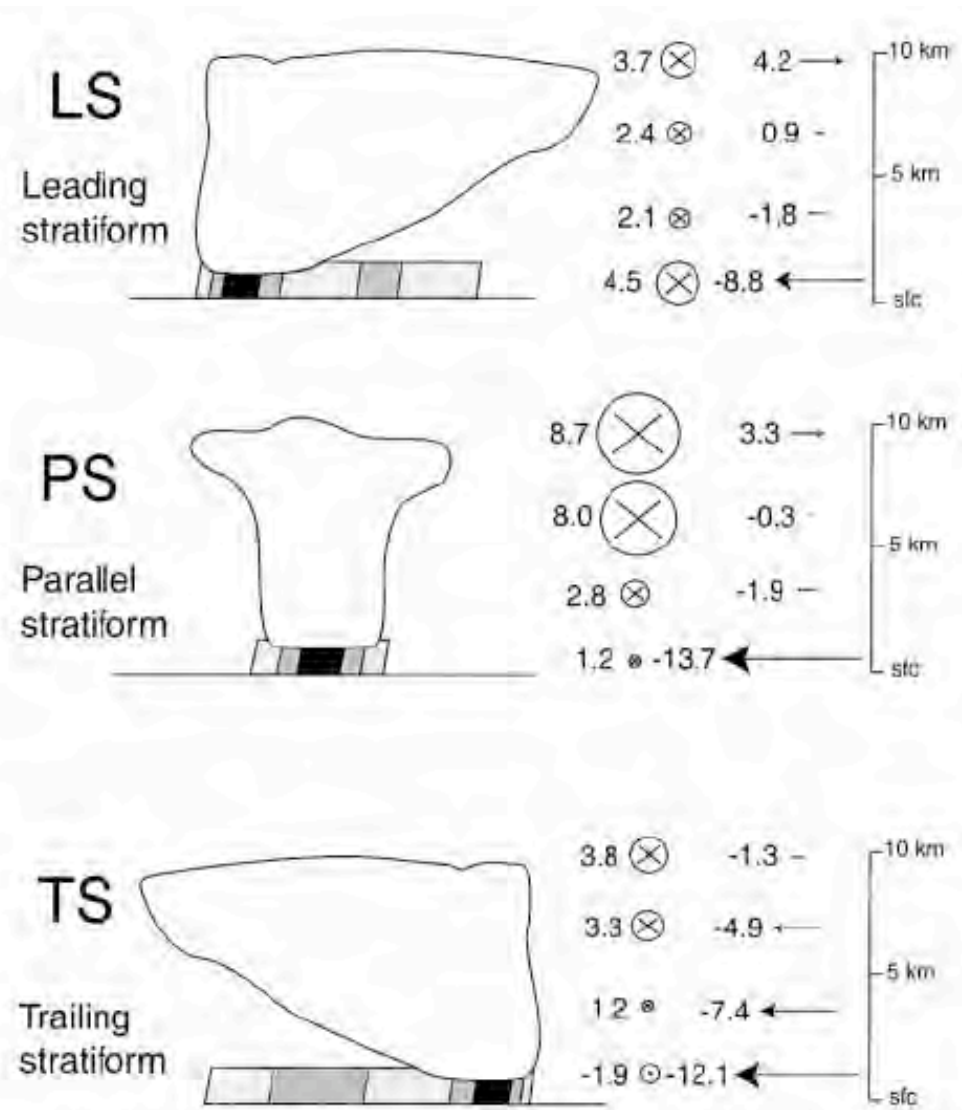 3.7 4.2 10 km
LS
2.4 0.9
Leading
stratiform
5 km
2.1 -1.8
4.5 -8.8
sfc
8.7 3.3 10 km
PS
8.0 -0.3
5 km
Parallel
stratiform
2.8 -1.9
1.2 -13.7
sfc
3.8 -1.3 10 km
TS
3.3 -4.9
5 km
Trailing
stratiform
1.2 -7.4
-1.9 -12.1
sfc